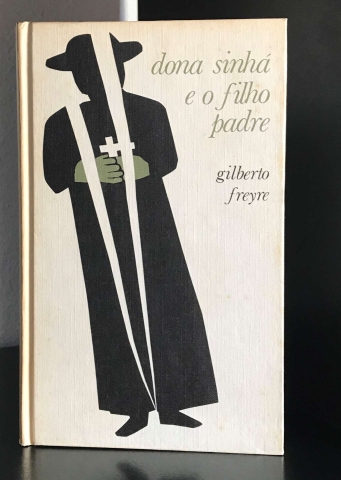 dona sinhá
e o filho
padre
gilberto
freyre